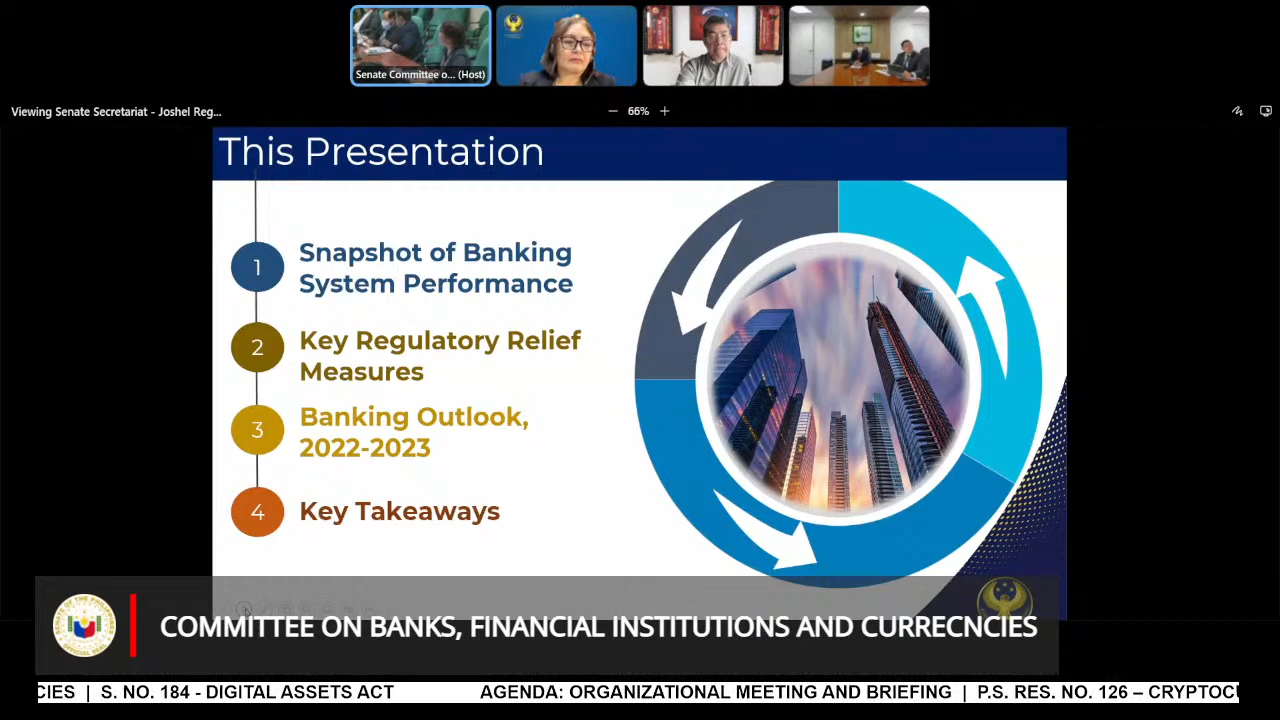 Senate Committee o... (Host)
Viewing Senate Secretariat - Joshel Reg...
66%
This Presentation
1
Snapshot of Banking
System Performance
2
Key Regulatory Relief
Measures
3
Banking Outlook,
2022-2023
4
Key Takeaways
COMMITTEE ON BANKS, FINANCIAL INSTITUTIONS AND CURRECNCIES
CIES | S. NO. 184 - DIGITAL ASSETS ACT AGENDA: ORGANIZATIONAL MEETING AND BRIEFING | P.S. RES. NO. 126 – CRYPTOCU